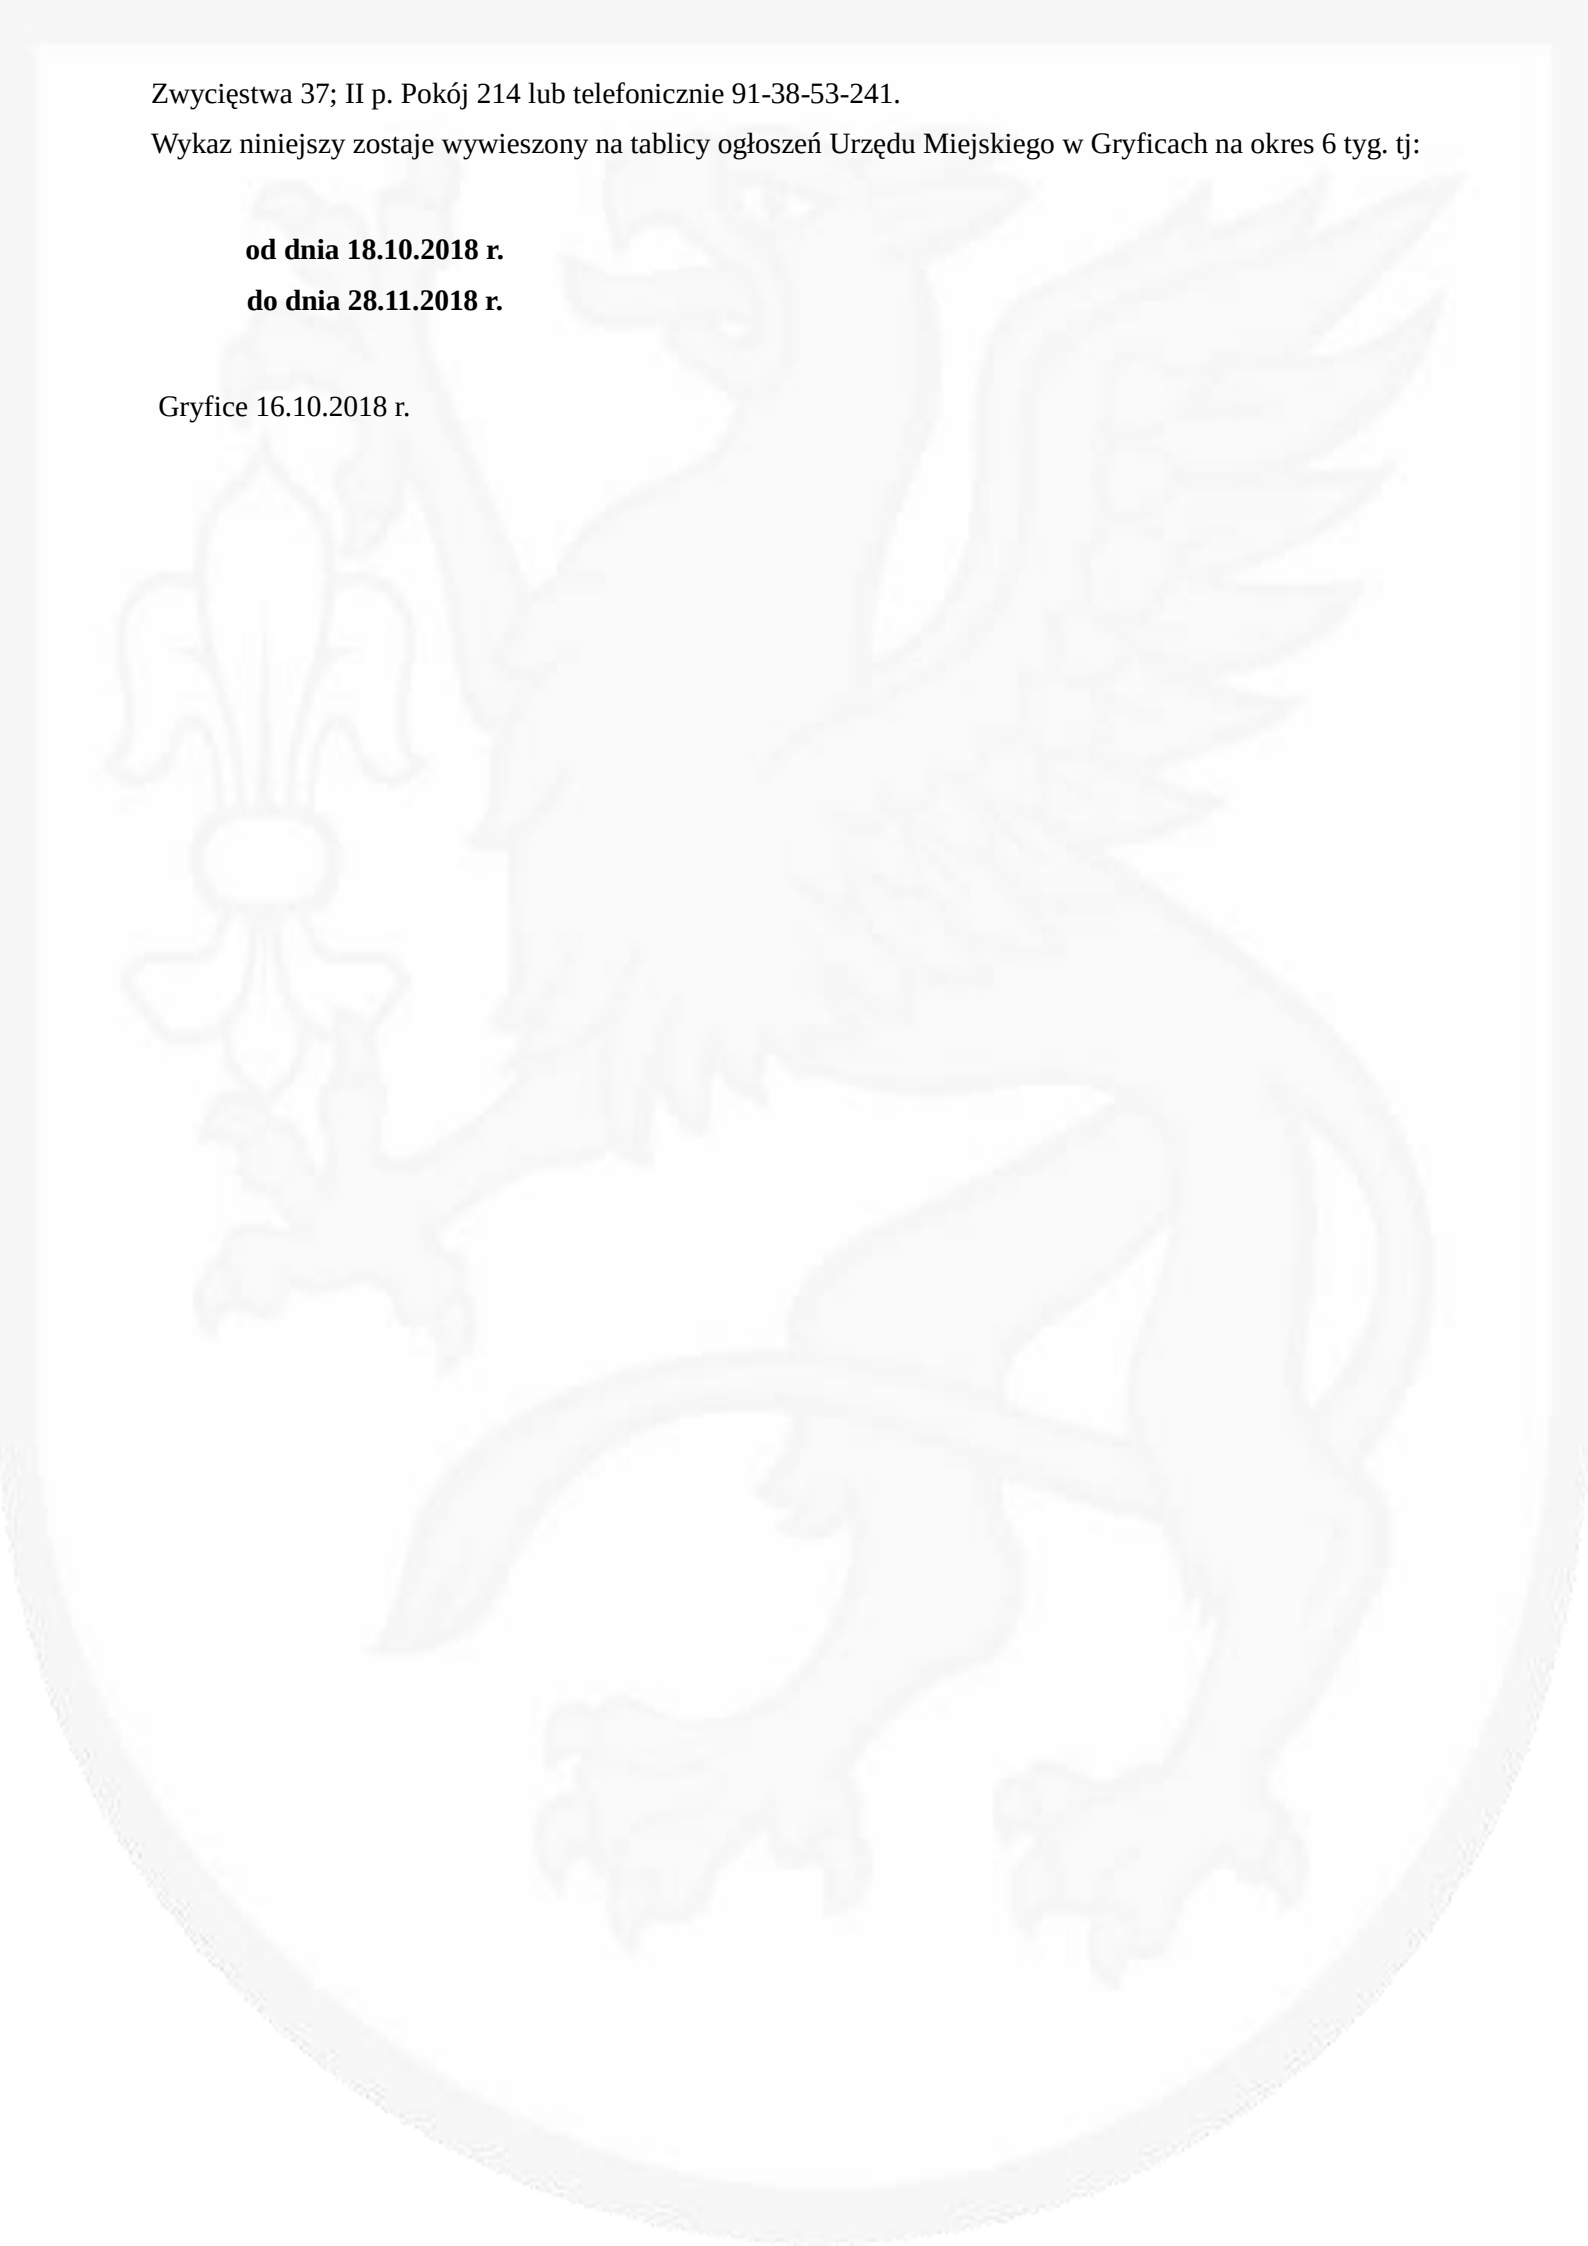 Zwycięstwa 37; II p. Pokój 214 lub telefonicznie 91-38-53-241.
Wykaz niniejszy zostaje wywieszony na tablicy ogłoszeń Urzędu Miejskiego w Gryficach na okres 6 tyg. tj:
od dnia 18.10.2018 r.
do dnia 28.11.2018 r.
Gryfice 16.10.2018 r.